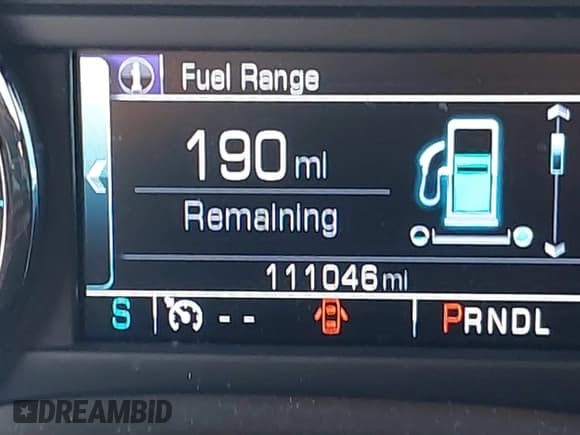 Fuel Range
190 mi
Remaining
111046 mi
S -- PRNDL
DREAMBID